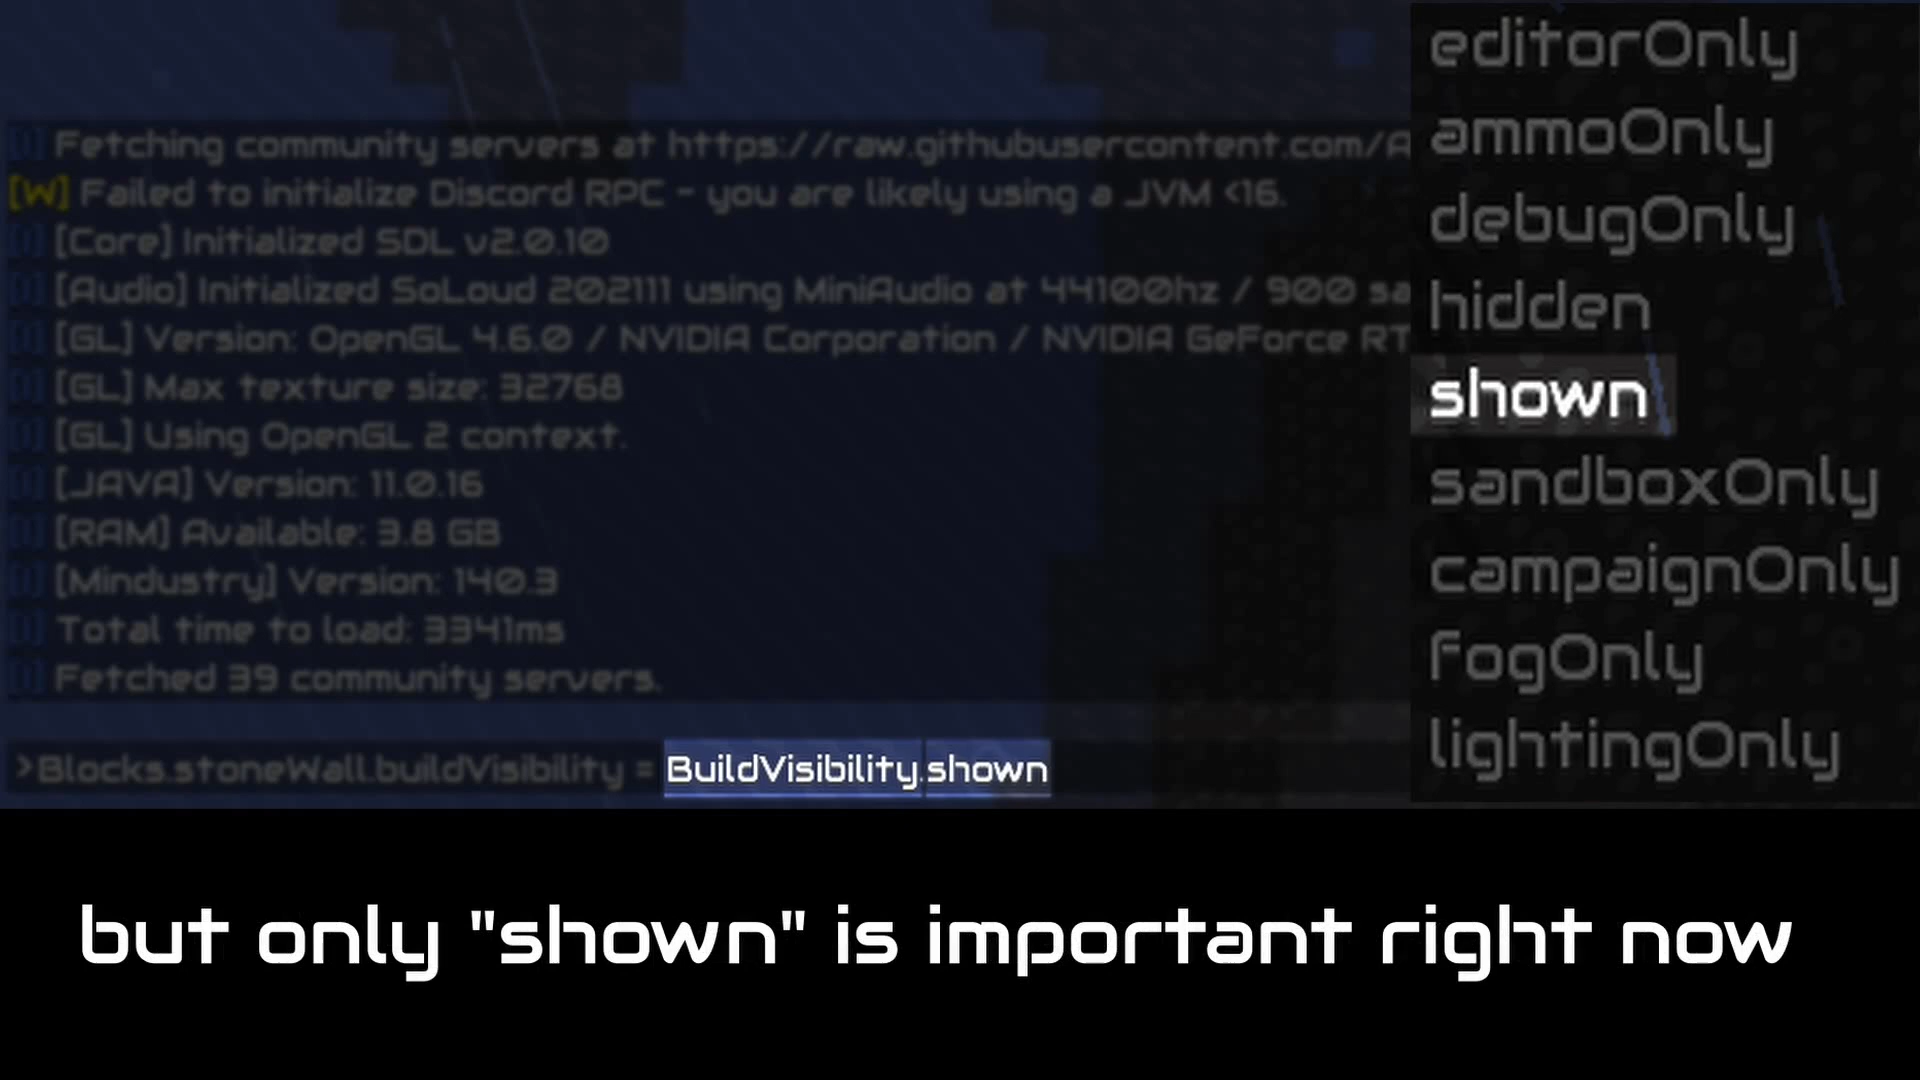 [I] Fetching community servers at https://raw.githubusercontent.com/A
[W] Failed to initialize Discord RPC - you are likely using a JVM <16.
[I] [Core] Initialized SDL v2.0.10
[I] [Audio] Initialized SoLoud 202111 using MiniAudio at 44100hz / 900 sa
[I] [GL] Version: OpenGL 4.6.0 / NVIDIA Corporation / NVIDIA GeForce RT
[I] [GL] Max texture size: 32768
[I] [GL] Using OpenGL 2 context.
[I] [JAVA] Version: 11.0.16
[I] [RAM] Available: 3.8 GB
[I] [Mindustry] Version: 140.3
[I] Total time to load: 3341ms
[I] Fetched 39 community servers.
>Blocks.stoneWall.buildVisibility = BuildVisibility.shown
editorOnly
ammoOnly
debugOnly
hidden
shown
sandboxOnly
campaignOnly
fogOnly
lightingOnly
but only "shown" is important right now